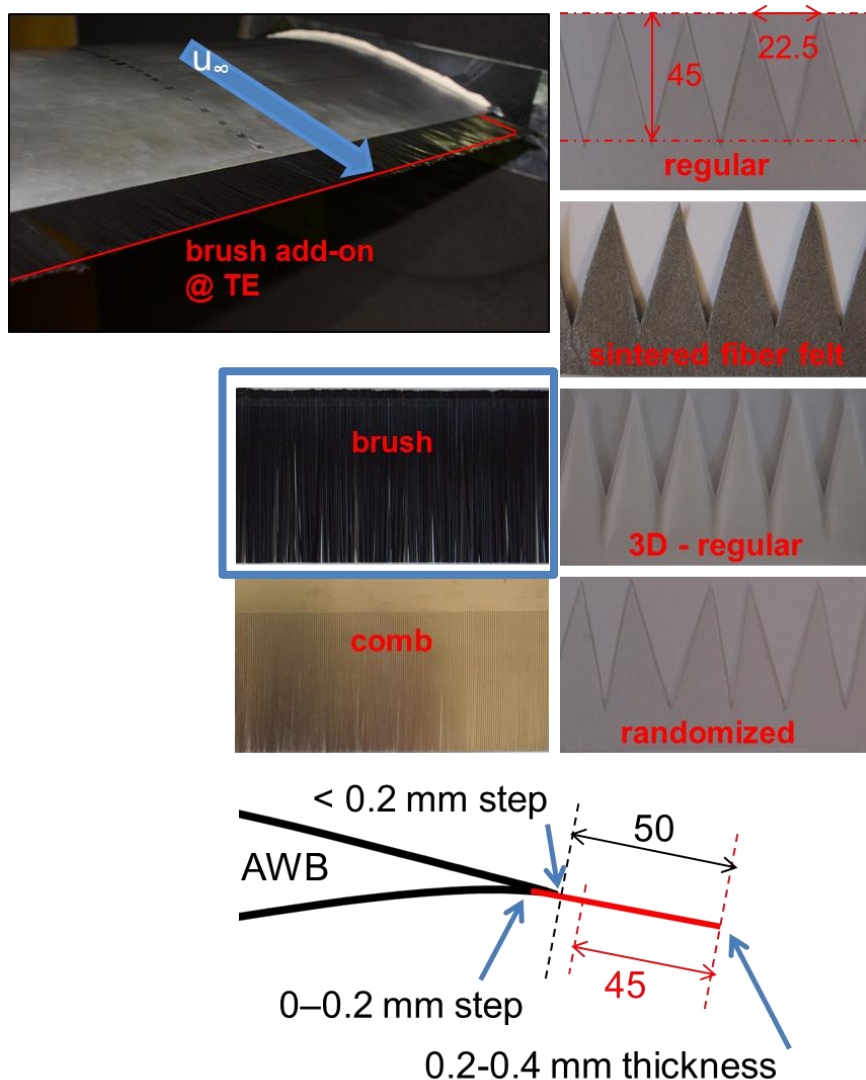 u∞
brush add-on
@ TE
22.5
45
regular
sintered fiber felt
brush
3D - regular
comb
randomized
< 0.2 mm step
50
AWB
45
0–0.2 mm step
0.2-0.4 mm thickness